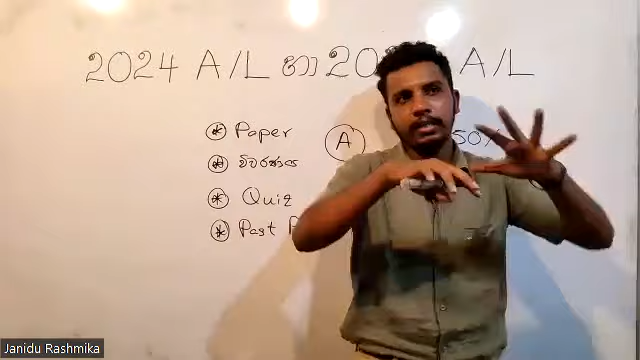 2024 A/L හා 20 A/L
* Paper
* විවරණය
* Quiz
* Past P
A
50%
Janidu Rashmika